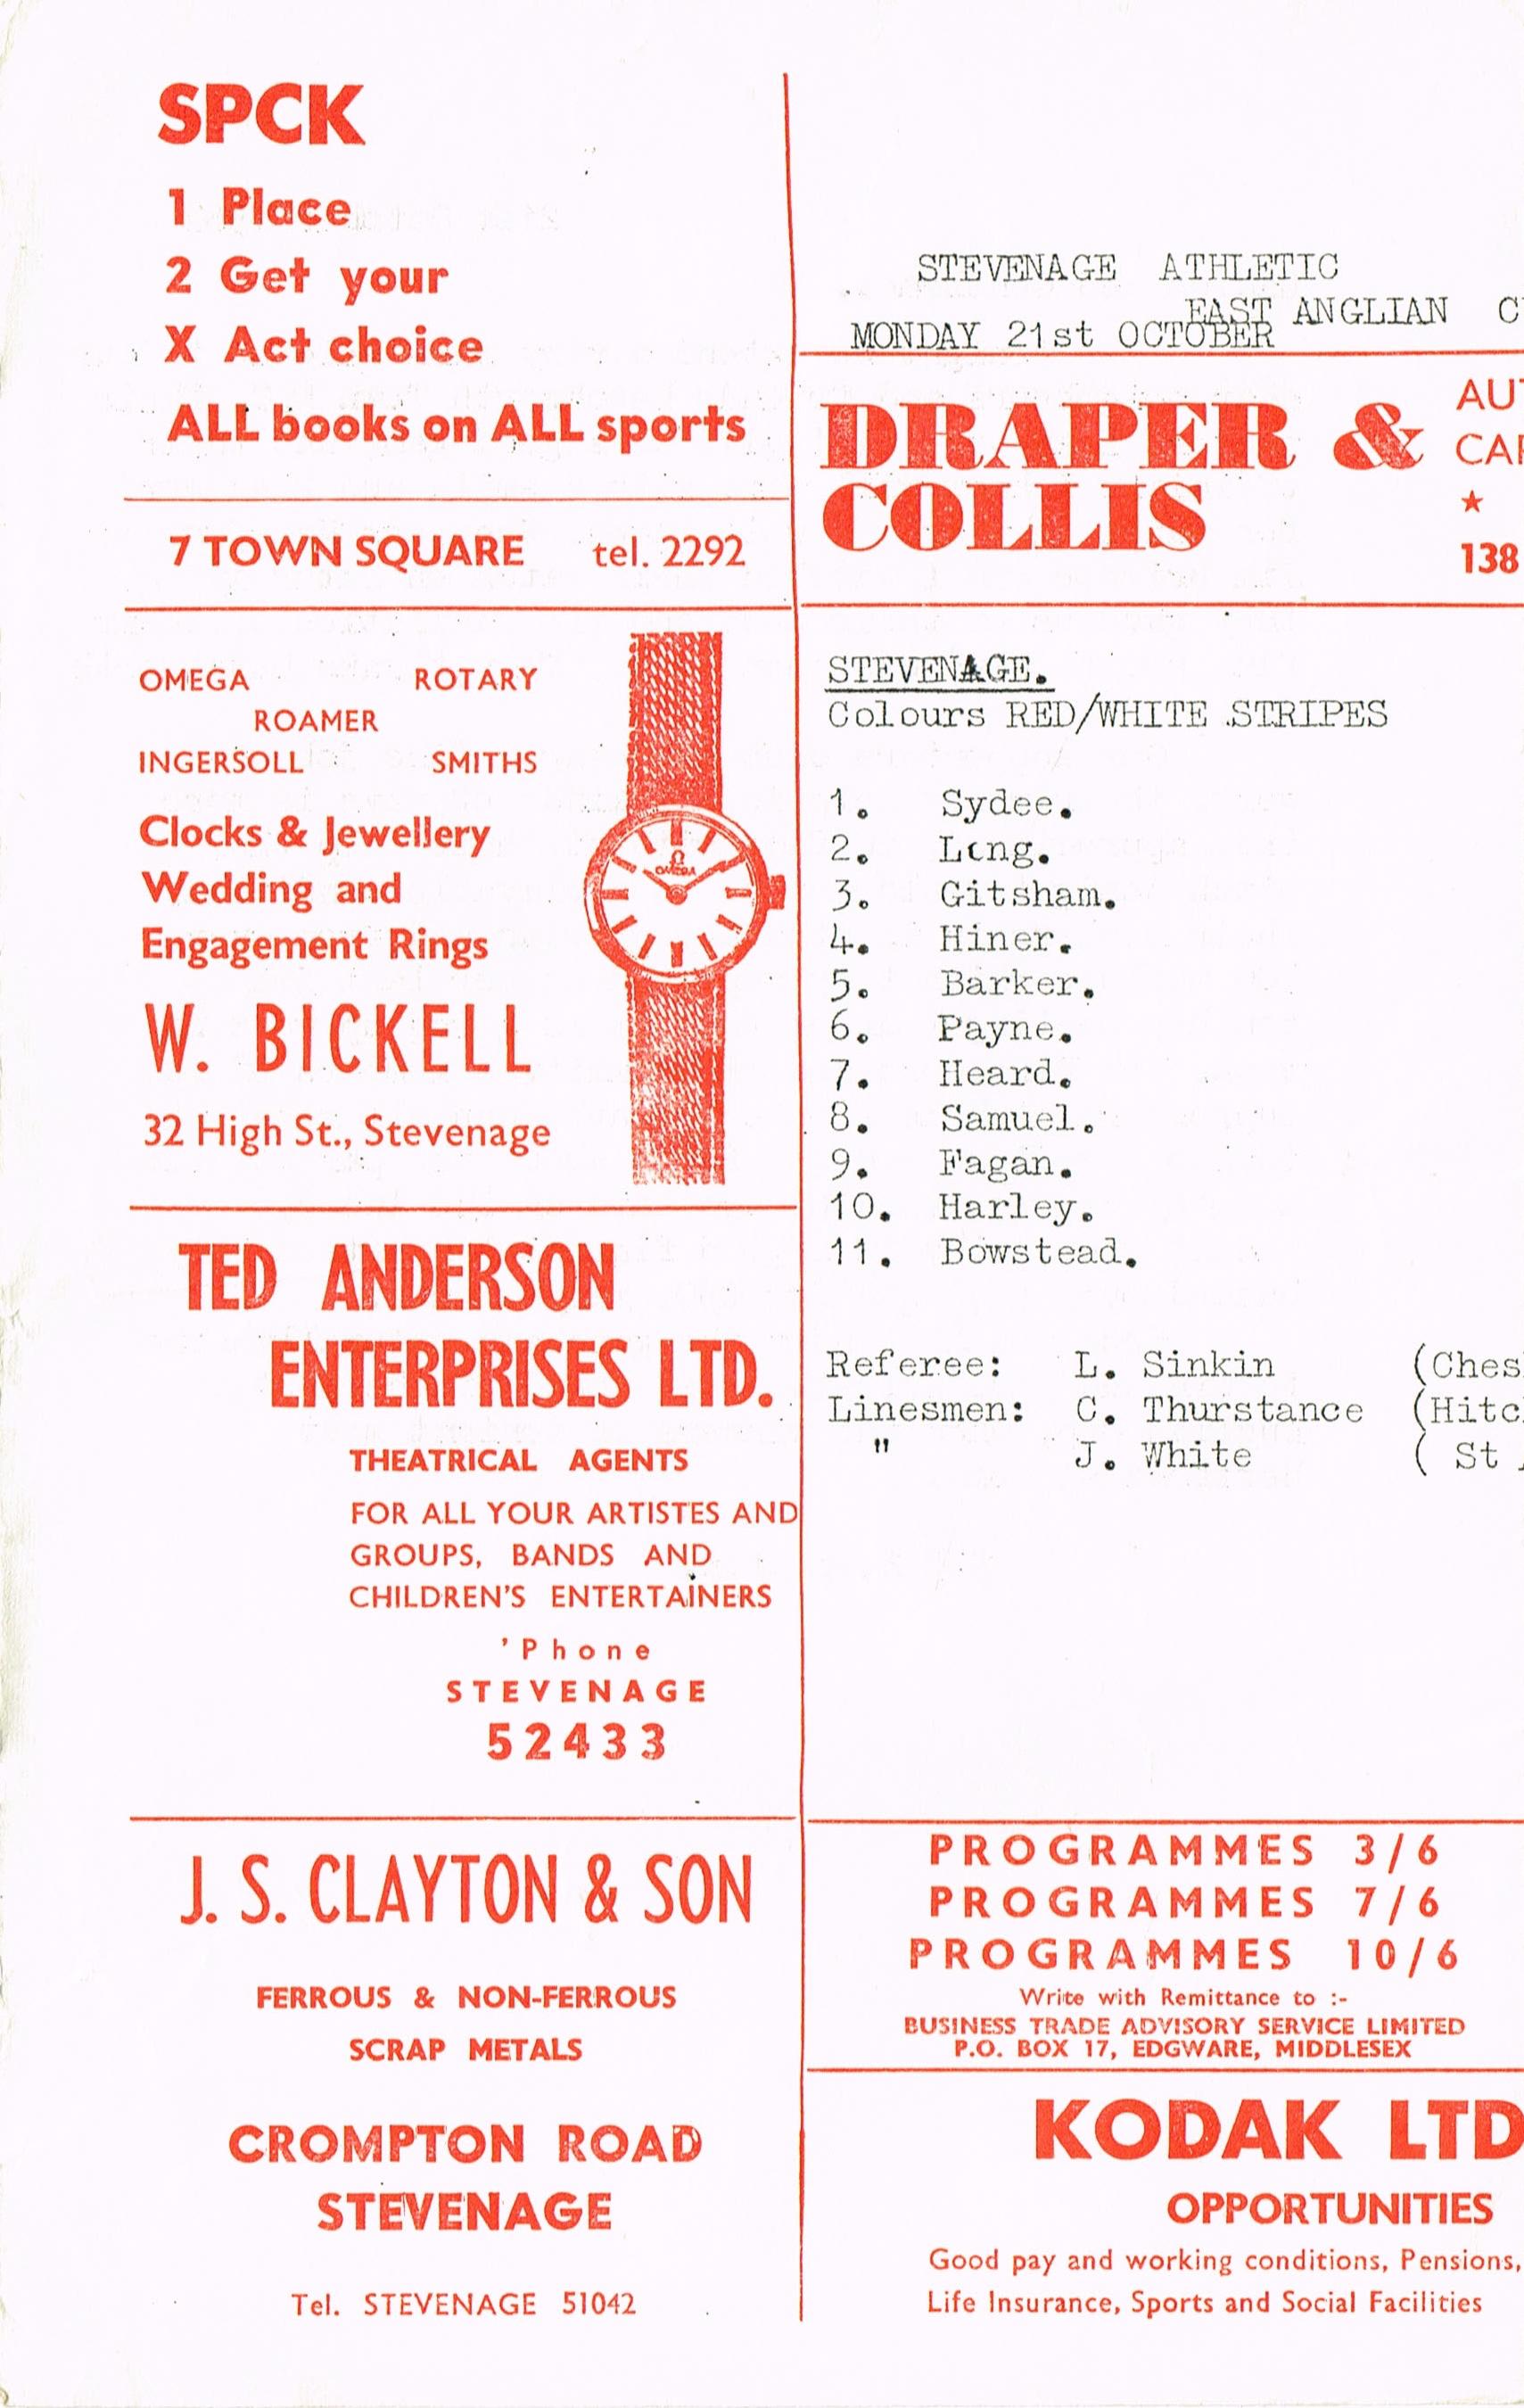 SPCK
1 Place
2 Get your
X Act choice
ALL books on ALL sports
7 TOWN SQUARE tel. 2292
OMEGA ROTARY
ROAMER
INGERSOLL SMITHS
Clocks & Jewellery
Wedding and
Engagement Rings
W. BICKELL
32 High St., Stevenage
OMEGA
TED ANDERSON
ENTERPRISES LTD.
THEATRICAL AGENTS
FOR ALL YOUR ARTISTES AND
GROUPS, BANDS AND
CHILDREN'S ENTERTAINERS
'Phone
STEVENAGE
52433
J. S. CLAYTON & SON
FERROUS & NON-FERROUS
SCRAP METALS
CROMPTON ROAD
STEVENAGE
Tel. STEVENAGE 51042
STEVENAGE ATHLETIC
EAST ANGLIAN
MONDAY 21st OCTOBER
DRAPER &
COLLIS
138
STEVENAGE.
Colours RED/WHITE STRIPES
1. Sydee.
2.
3. Gitsham.
4. Hiner.
5. Barker.
6. Payne.
7. Heard.
8. Samuel.
9. Fagan.
10. Harley.
11. Bowstead.
Referee: L. Sinkin (Ches
Linesmen: C. Thurstance (Hitc
" J. White ( St
PROGRAMMES 3/6
PROGRAMMES 7/6
PROGRAMMES 10/6
Write with Remittance to :-
BUSINESS TRADE ADVISORY SERVICE LIMITED
P.O. BOX 17, EDGWARE, MIDDLESEX
KODAK LTD
OPPORTUNITIES
Good pay and working conditions, Pensions,
Life Insurance, Sports and Social Facilities